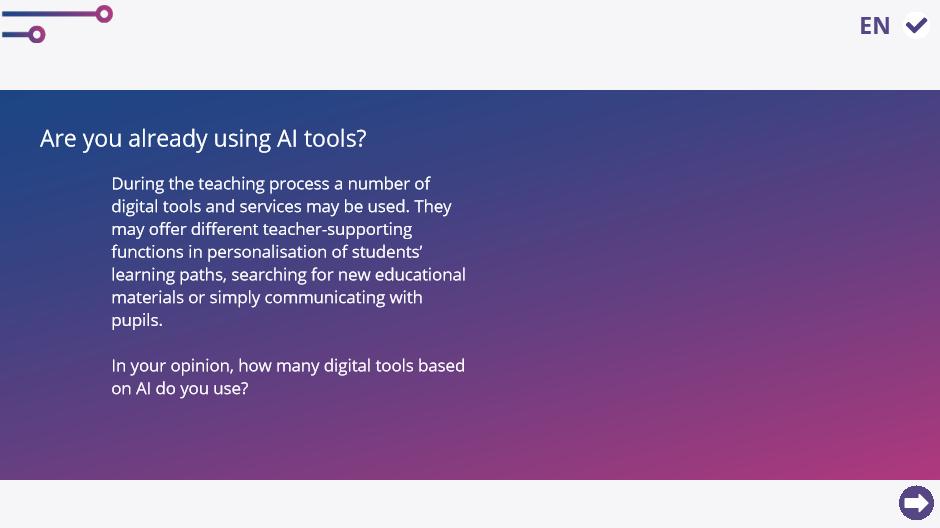 EN
Are you already using AI tools?
During the teaching process a number of
digital tools and services may be used. They
may offer different teacher-supporting
functions in personalisation of students’
learning paths, searching for new educational
materials or simply communicating with
pupils.
In your opinion, how many digital tools based
on AI do you use?